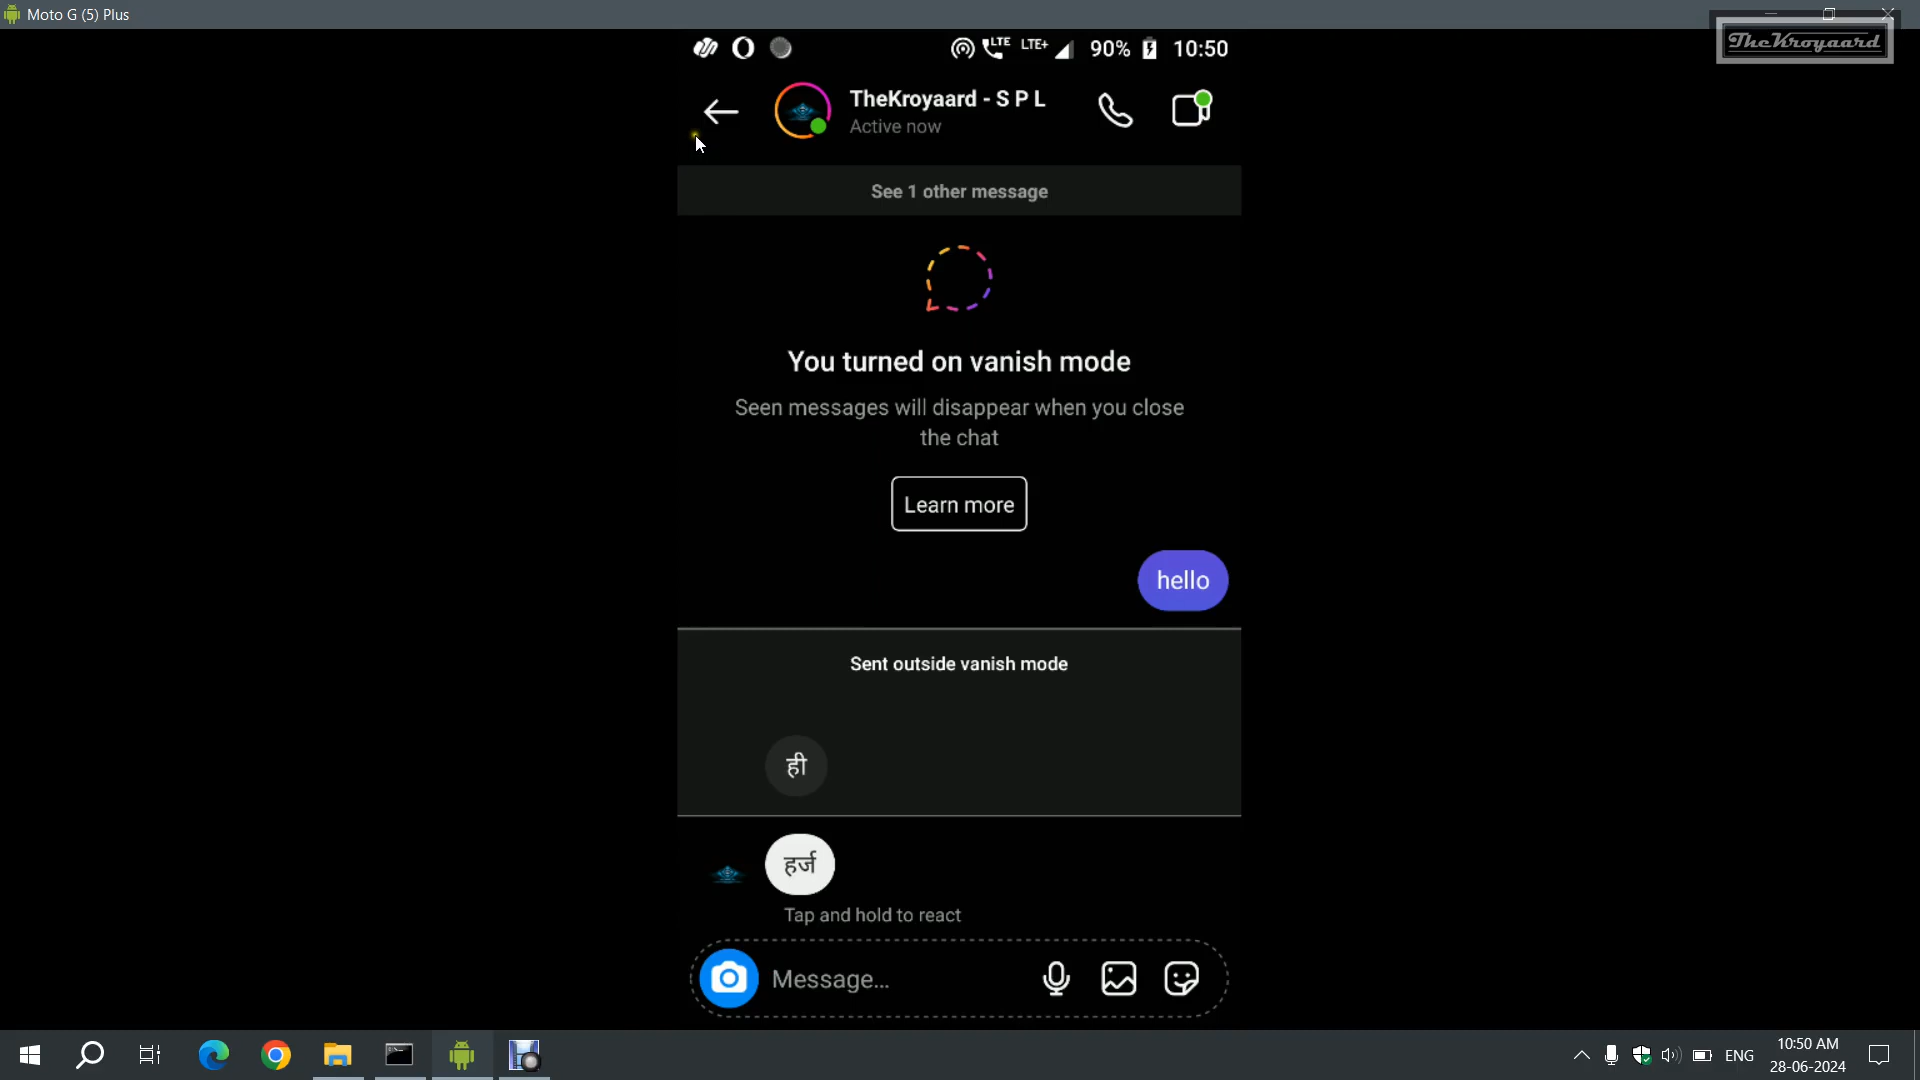 Moto G (5) Plus
TheKroyaard
LTE LTE+ 90% 10:50
TheKroyaard - S P L
Active now
See 1 other message
You turned on vanish mode
Seen messages will disappear when you close
the chat
Learn more
hello
Sent outside vanish mode
ही
हर्ज
Tap and hold to react
Message...
ENG
10:50 AM
28-06-2024